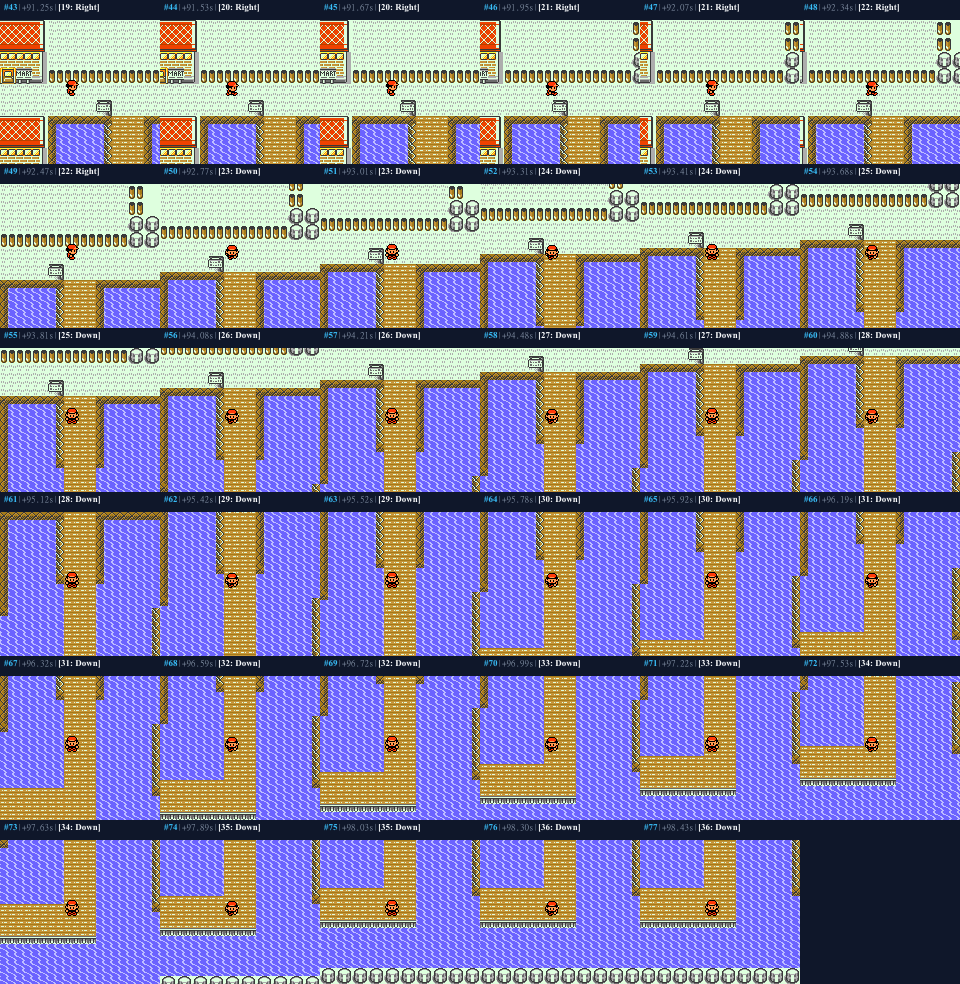 #43|+91.25s| [19: Right] #44|+91.53s| [20: Right] #45|+91.67s| [20: Right] #46|+91.95s| [21: Right] #47|+92.07s| [21: Right] #48|+92.34s| [22: Right]
MART MART MART
#49|+92.47s| [22: Right] #50|+92.77s| [23: Down] #51|+93.01s| [23: Down] #52|+93.31s| [24: Down] #53|+93.41s| [24: Down] #54|+93.68s| [25: Down]
#55|+93.81s| [25: Down] #56|+94.08s| [26: Down] #57|+94.21s| [26: Down] #58|+94.48s| [27: Down] #59|+94.61s| [27: Down] #60|+94.88s| [28: Down]
#61|+95.12s| [28: Down] #62|+95.42s| [29: Down] #63|+95.52s| [29: Down] #64|+95.78s| [30: Down] #65|+95.92s| [30: Down] #66|+96.19s| [31: Down]
#67|+96.32s| [31: Down] #68|+96.59s| [32: Down] #69|+96.72s| [32: Down] #70|+96.99s| [33: Down] #71|+97.22s| [33: Down] #72|+97.53s| [34: Down]
#73|+97.63s| [34: Down] #74|+97.89s| [35: Down] #75|+98.03s| [35: Down] #76|+98.30s| [36: Down] #77|+98.43s| [36: Down]